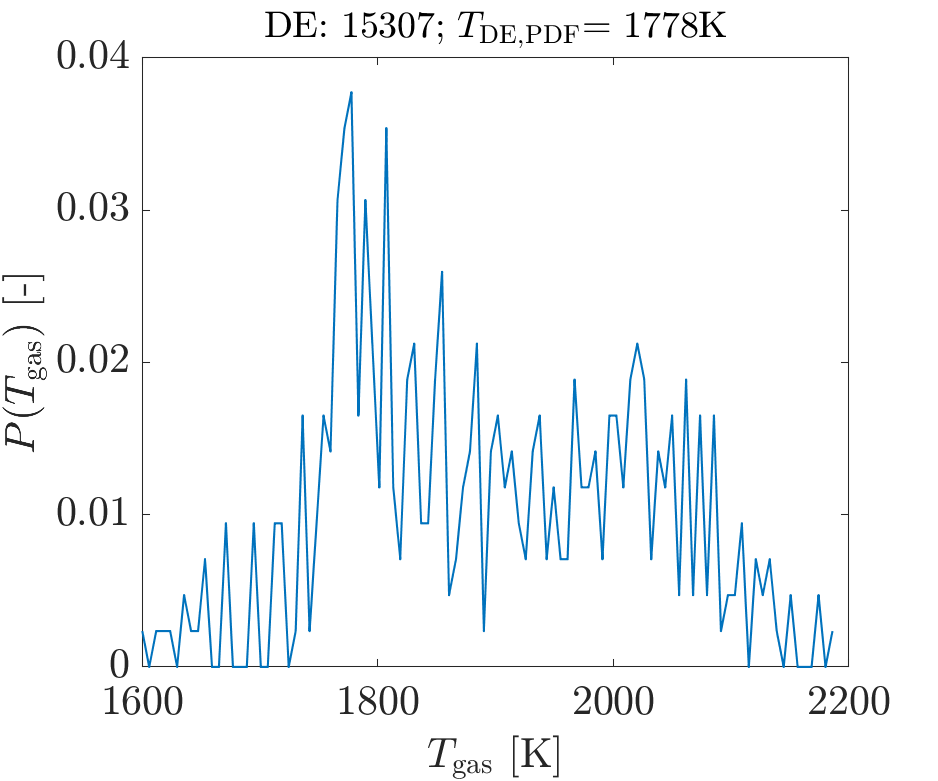 DE: 15307; T_DE,PDF= 1778K
0.04
0.03
0.02
0.01
0
P(T_gas) [-]
1600 1800 2000 2200
T_gas [K]